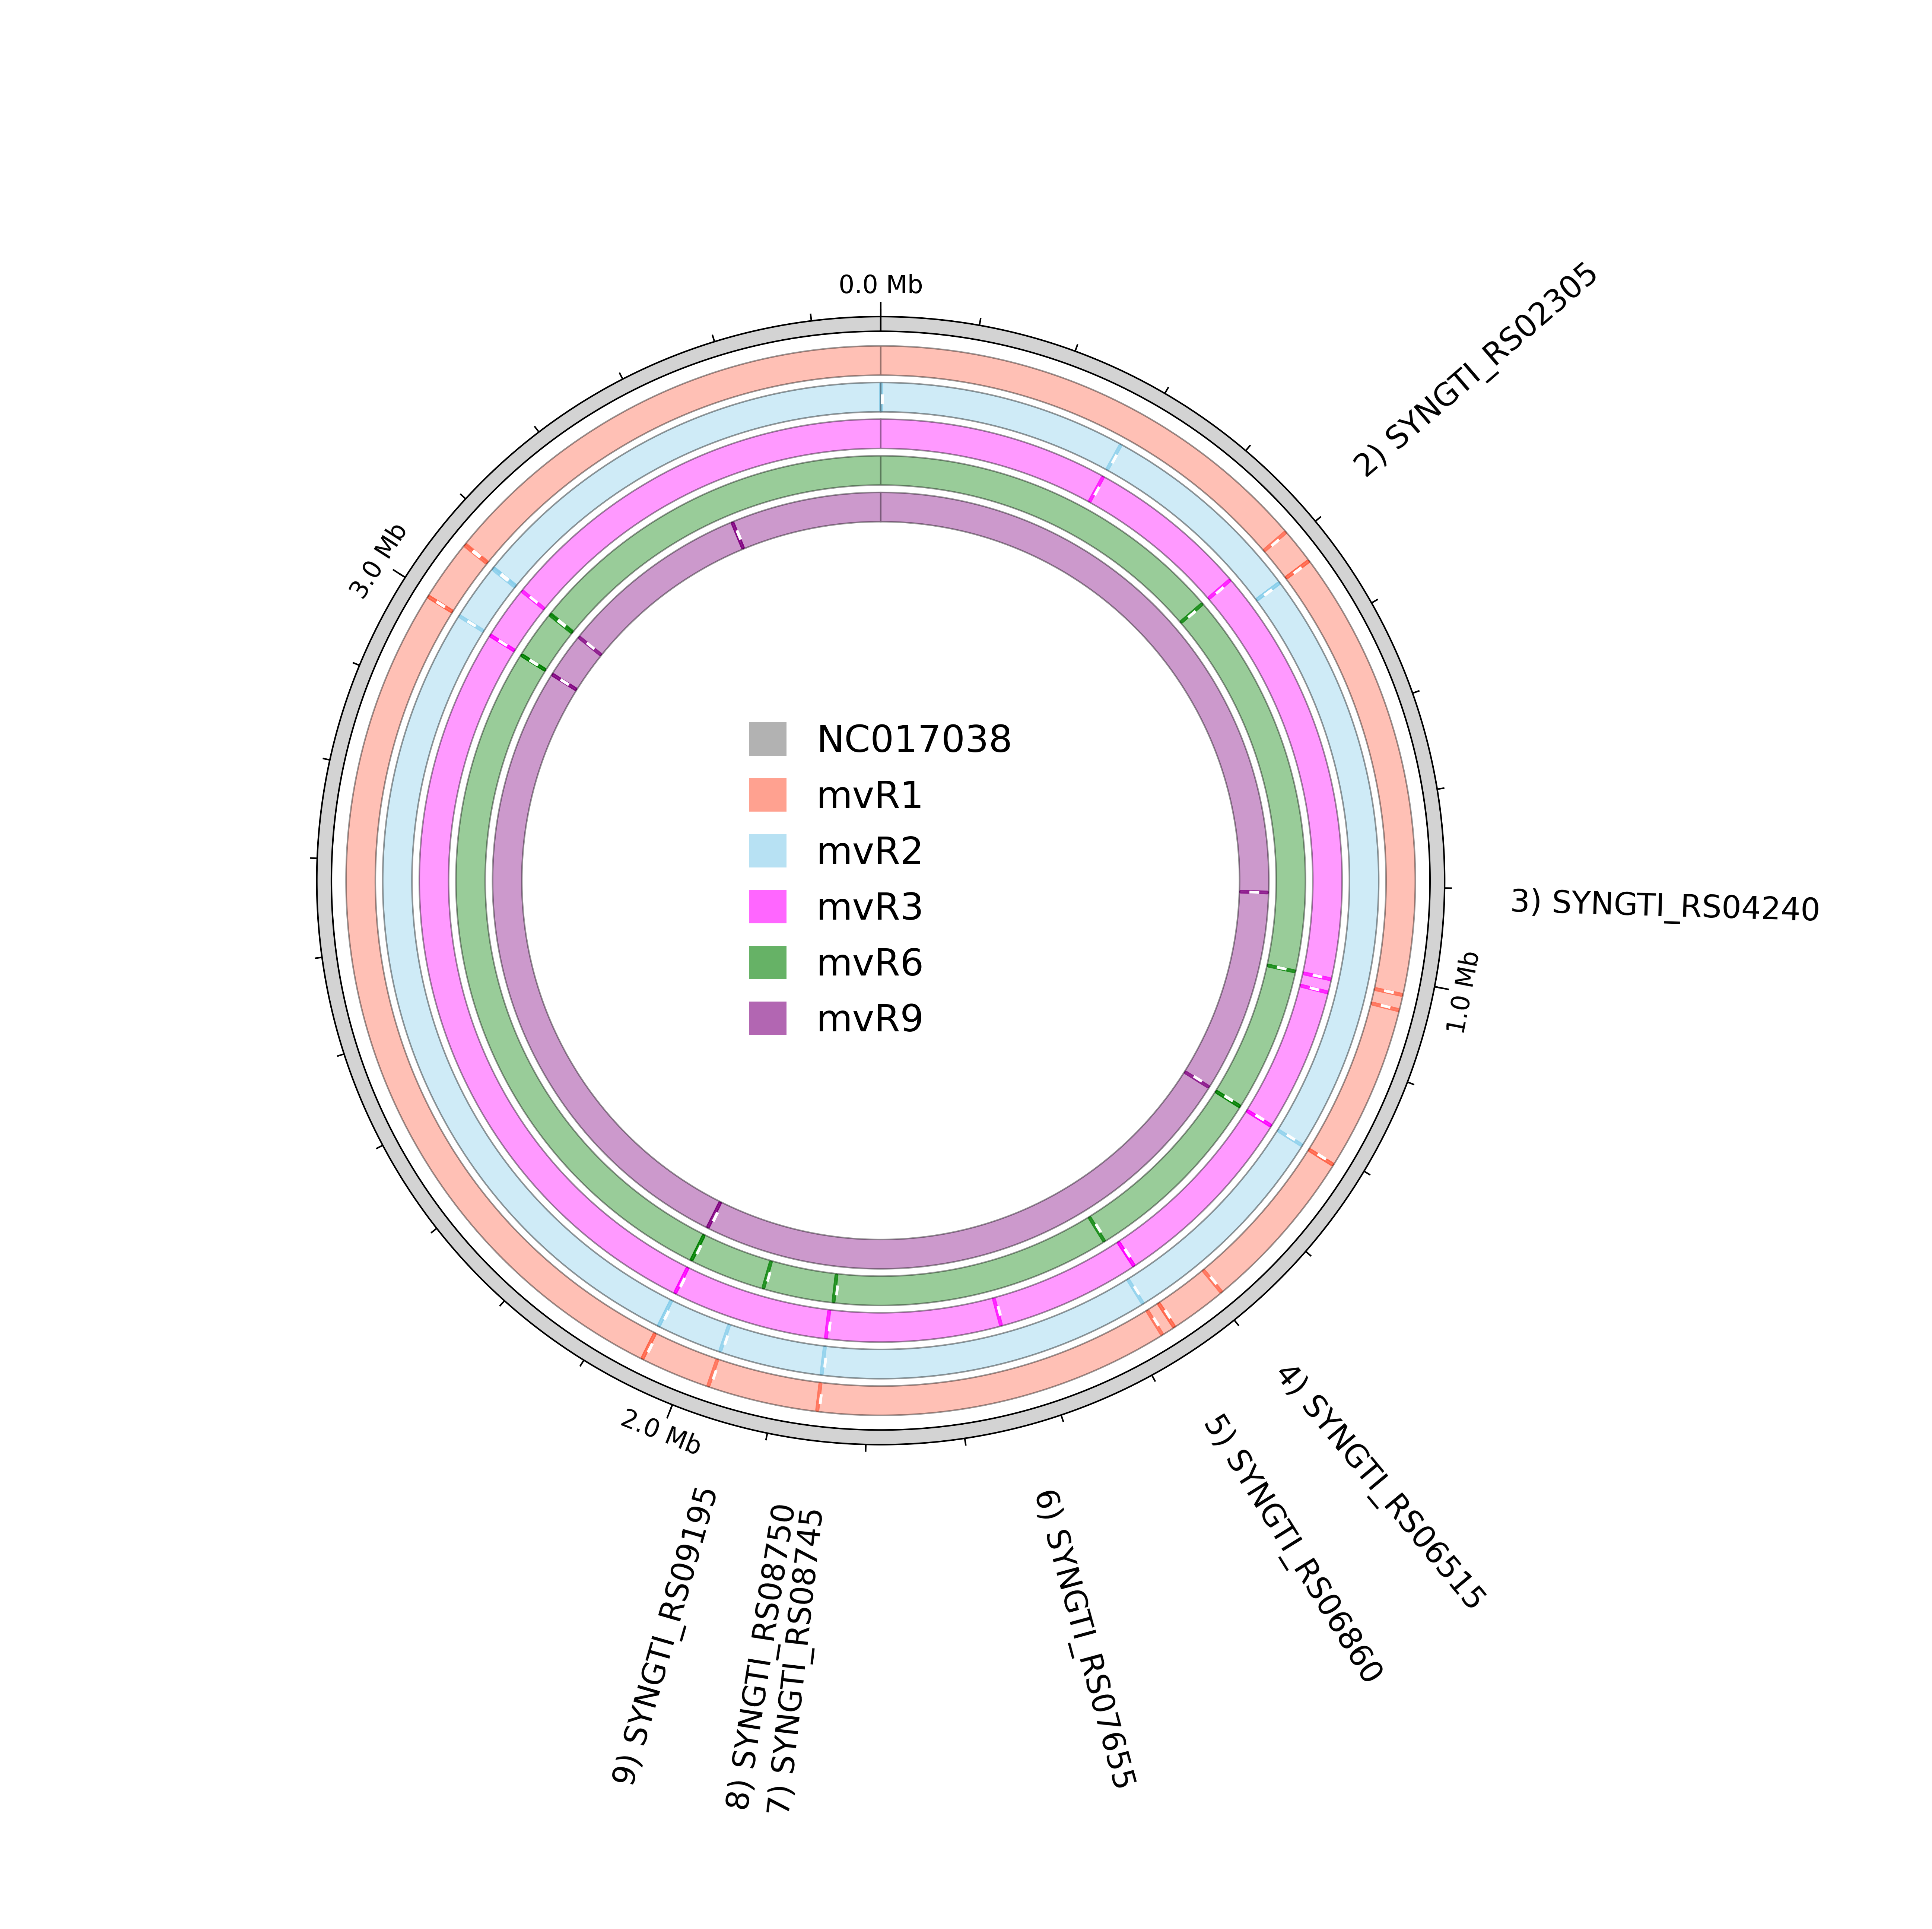 0.0 Mb
2) SYNGTI_RS02305
3.0 Mb
NC017038
mvR1
mvR2
mvR3
mvR6
mvR9
3) SYNGTI_RS04240
1.0 Mb
4) SYNGTI_RS06515
2.0 Mb
5) SYNGTI_RS06860
6) SYNGTI_RS07655
9) SYNGTI_RS09195
8) SYNGTI_RS08750
7) SYNGTI_RS08745